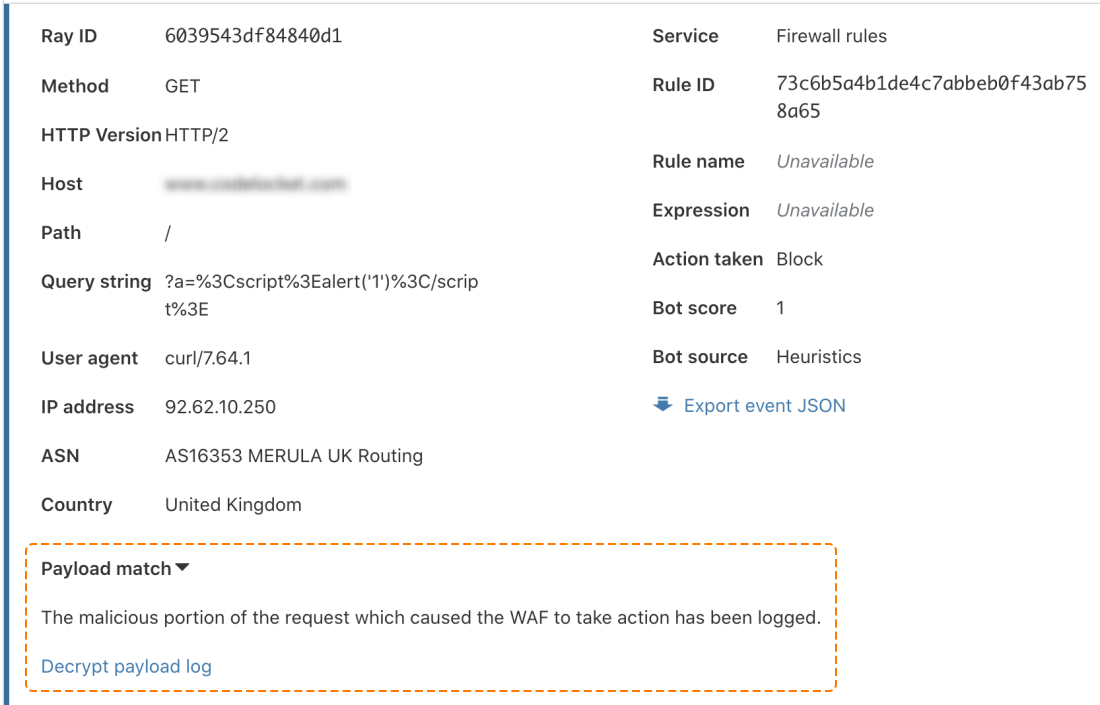 Ray ID 6039543df84840d1
Method GET
HTTP Version HTTP/2
Host
Path /
Query string ?a=%3Cscript%3Ealert('1')%3C/scrip
t%3E
User agent curl/7.64.1
IP address 92.62.10.250
ASN AS16353 MERULA UK Routing
Country United Kingdom
Service Firewall rules
Rule ID 73c6b5a4b1de4c7abbeb0f43ab75
8a65
Rule name Unavailable
Expression Unavailable
Action taken Block
Bot score 1
Bot source Heuristics
Export event JSON
Payload match
The malicious portion of the request which caused the WAF to take action has been logged.
Decrypt payload log